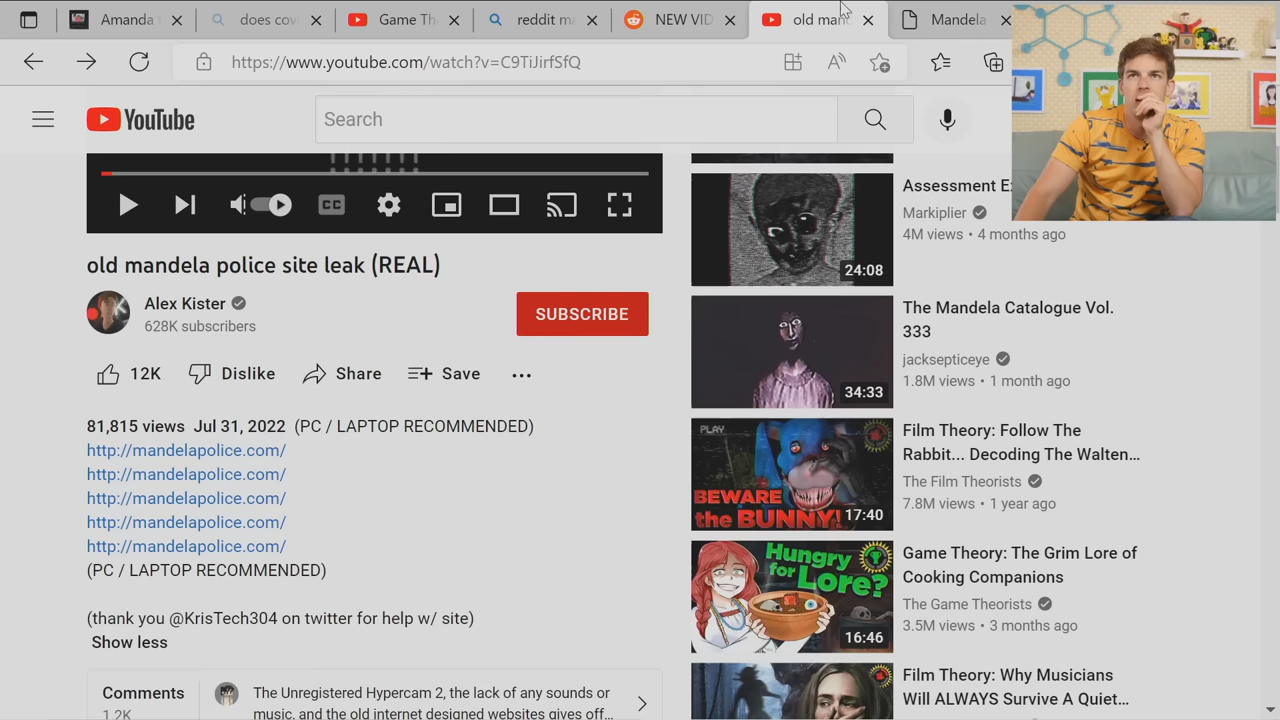 Amanda
does cov
Game Th
reddit m
NEW VID
old man
Mandela
https://www.youtube.com/watch?v=C9TiJirfSfQ
YouTube
Search
CC
old mandela police site leak (REAL)
Alex Kister
628K subscribers
SUBSCRIBE
12K
Dislike
Share
Save
81,815 views Jul 31, 2022 (PC / LAPTOP RECOMMENDED)
http://mandelapolice.com/
http://mandelapolice.com/
http://mandelapolice.com/
http://mandelapolice.com/
http://mandelapolice.com/
(PC / LAPTOP RECOMMENDED)
(thank you @KrisTech304 on twitter for help w/ site)
Show less
Comments
1.2K
The Unregistered Hypercam 2, the lack of any sounds or
music, and the old internet designed websites gives off...
24:08
Assessment Ex
Markiplier
4M views • 4 months ago
34:33
The Mandela Catalogue Vol.
333
jacksepticeye
1.8M views • 1 month ago
PLAY
BEWARE
the BUNNY!
17:40
Film Theory: Follow The
Rabbit... Decoding The Walten...
The Film Theorists
7.8M views • 1 year ago
Hungry
for
Lore?
16:46
Game Theory: The Grim Lore of
Cooking Companions
The Game Theorists
3.5M views • 3 months ago
Film Theory: Why Musicians
Will ALWAYS Survive A Quiet...